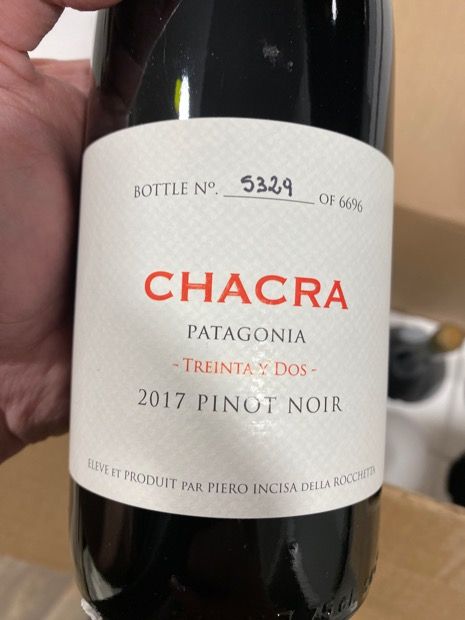 BOTTLE Nº. 5329 OF 6696
CHACRA
PATAGONIA
- TREINTA Y DOS -
2017 PINOT NOIR
ELEVE ET PRODUIT PAR PIERO INCISA DELLA ROCCHETTA